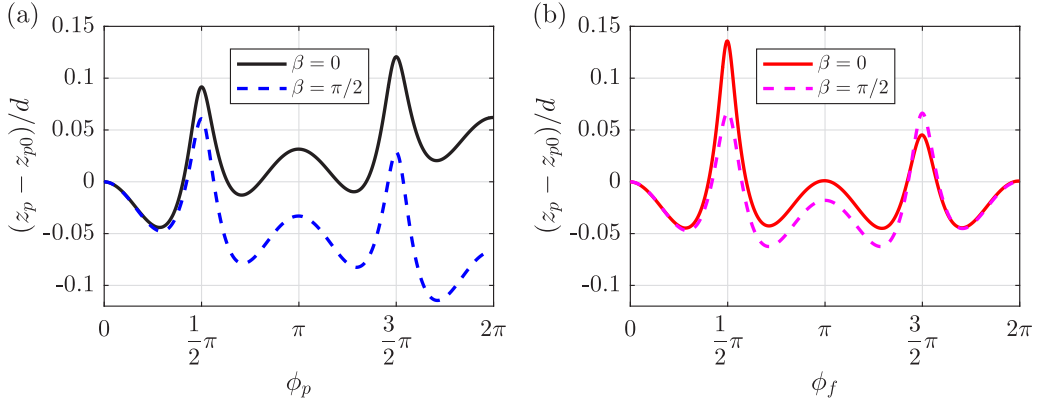 (a)
0.15
0.1
0.05
0
-0.05
-0.1
(z_p − z_{p0})/d
β = 0
β = π/2
0
1/2 π
π
3/2 π
2π
ϕ_p
(b)
0.15
0.1
0.05
0
-0.05
-0.1
(z_p − z_{p0})/d
β = 0
β = π/2
0
1/2 π
π
3/2 π
2π
ϕ_f